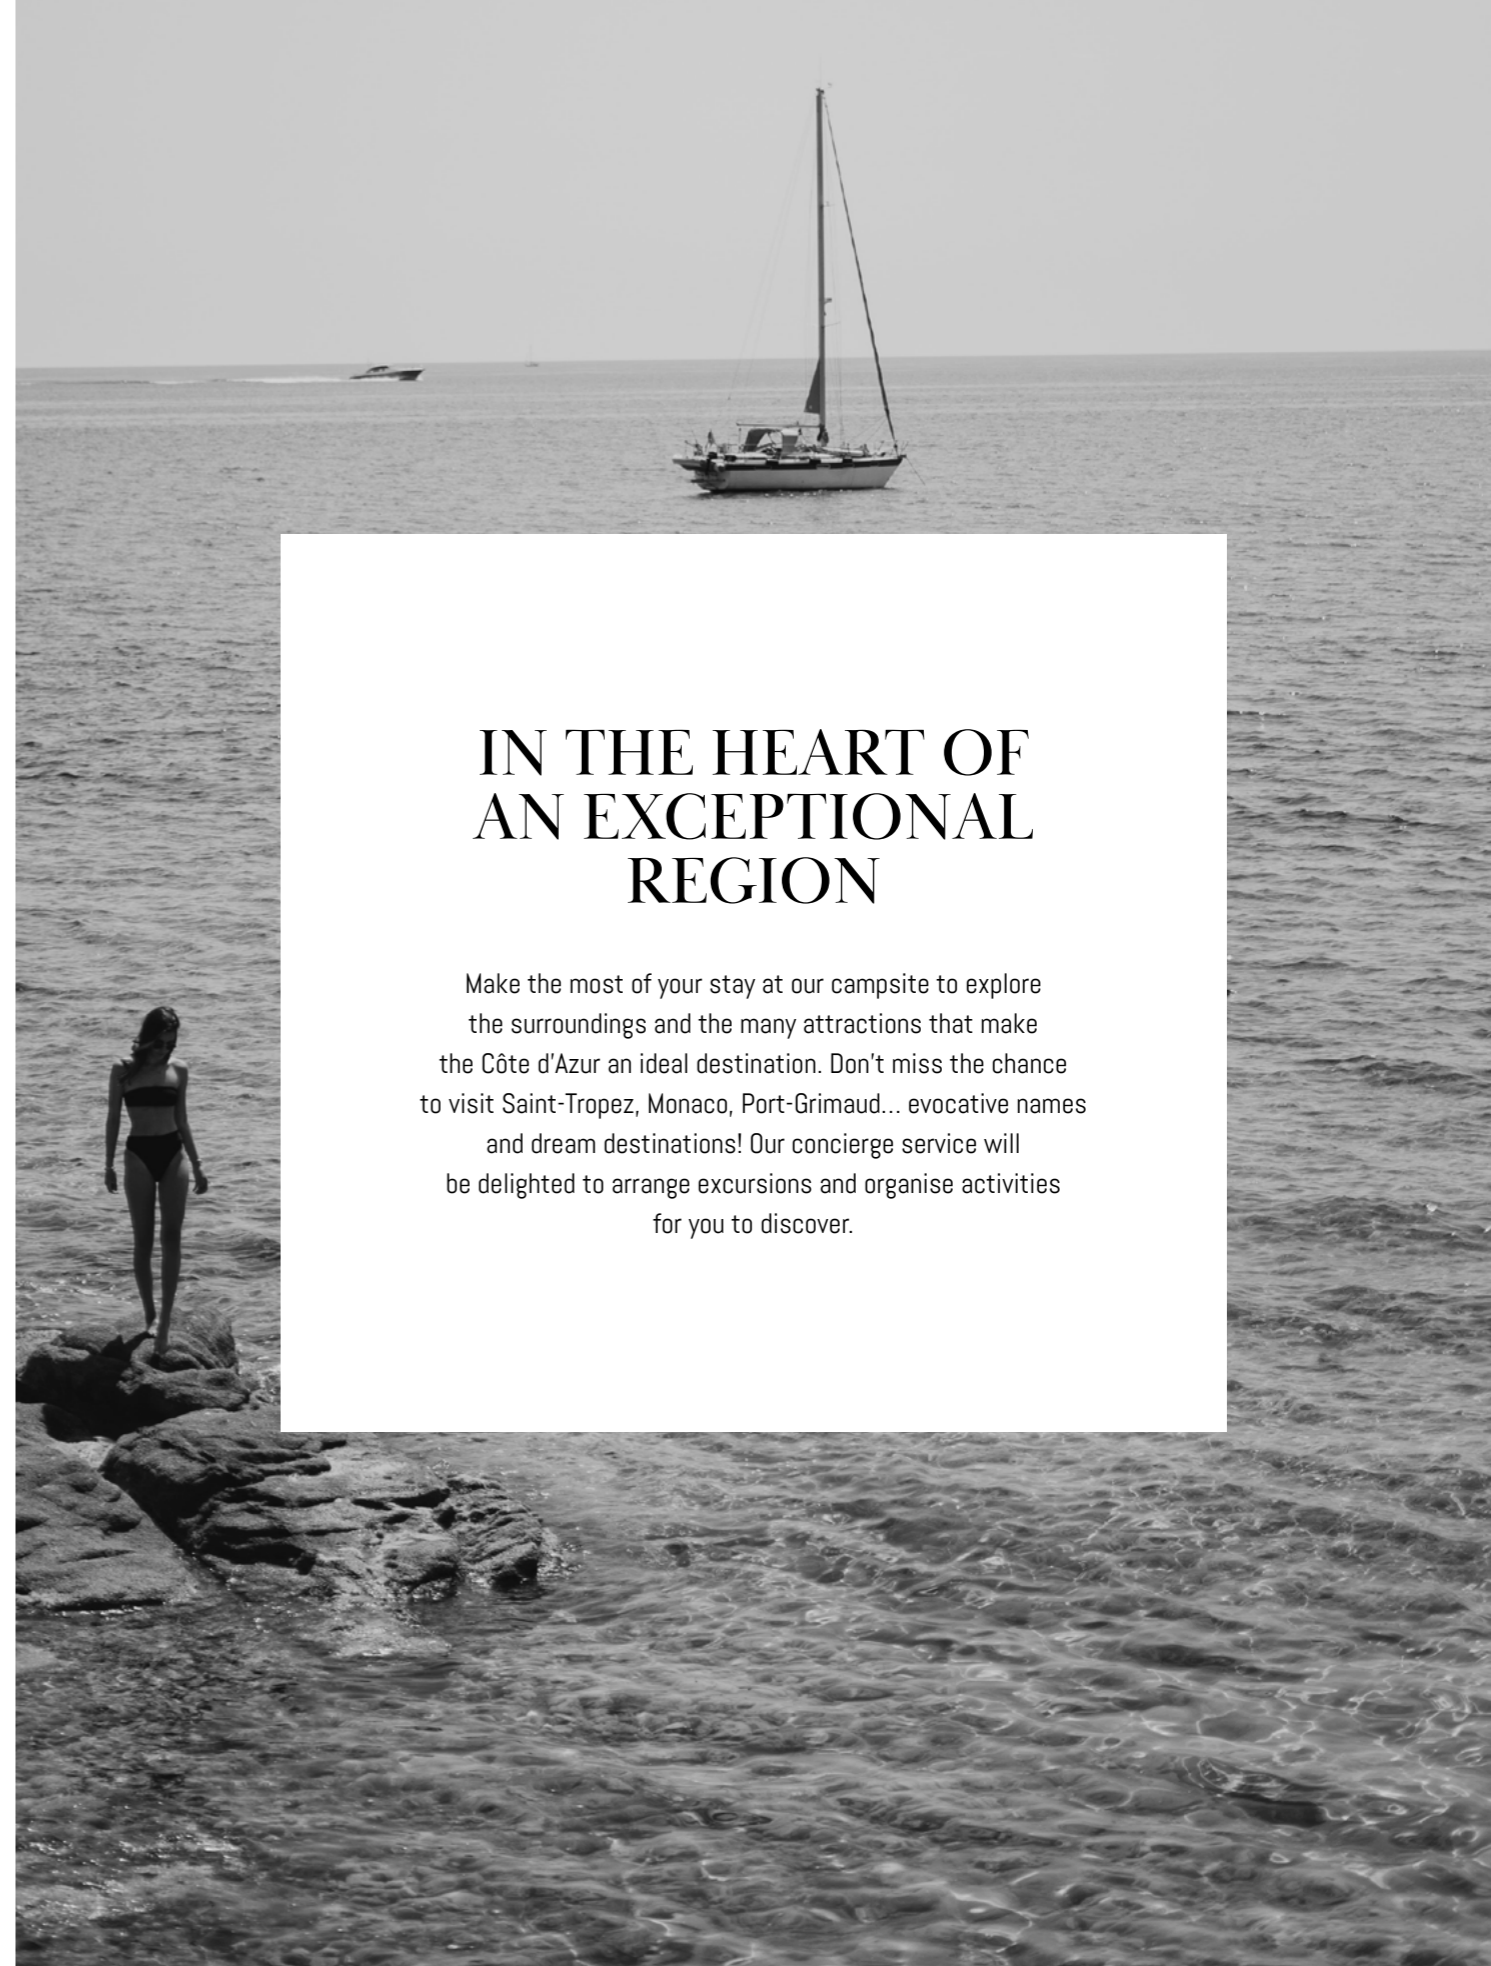 IN THE HEART OF
AN EXCEPTIONAL
REGION
Make the most of your stay at our campsite to explore
the surroundings and the many attractions that make
the Côte d'Azur an ideal destination. Don't miss the chance
to visit Saint-Tropez, Monaco, Port-Grimaud... evocative names
and dream destinations! Our concierge service will
be delighted to arrange excursions and organise activities
for you to discover.